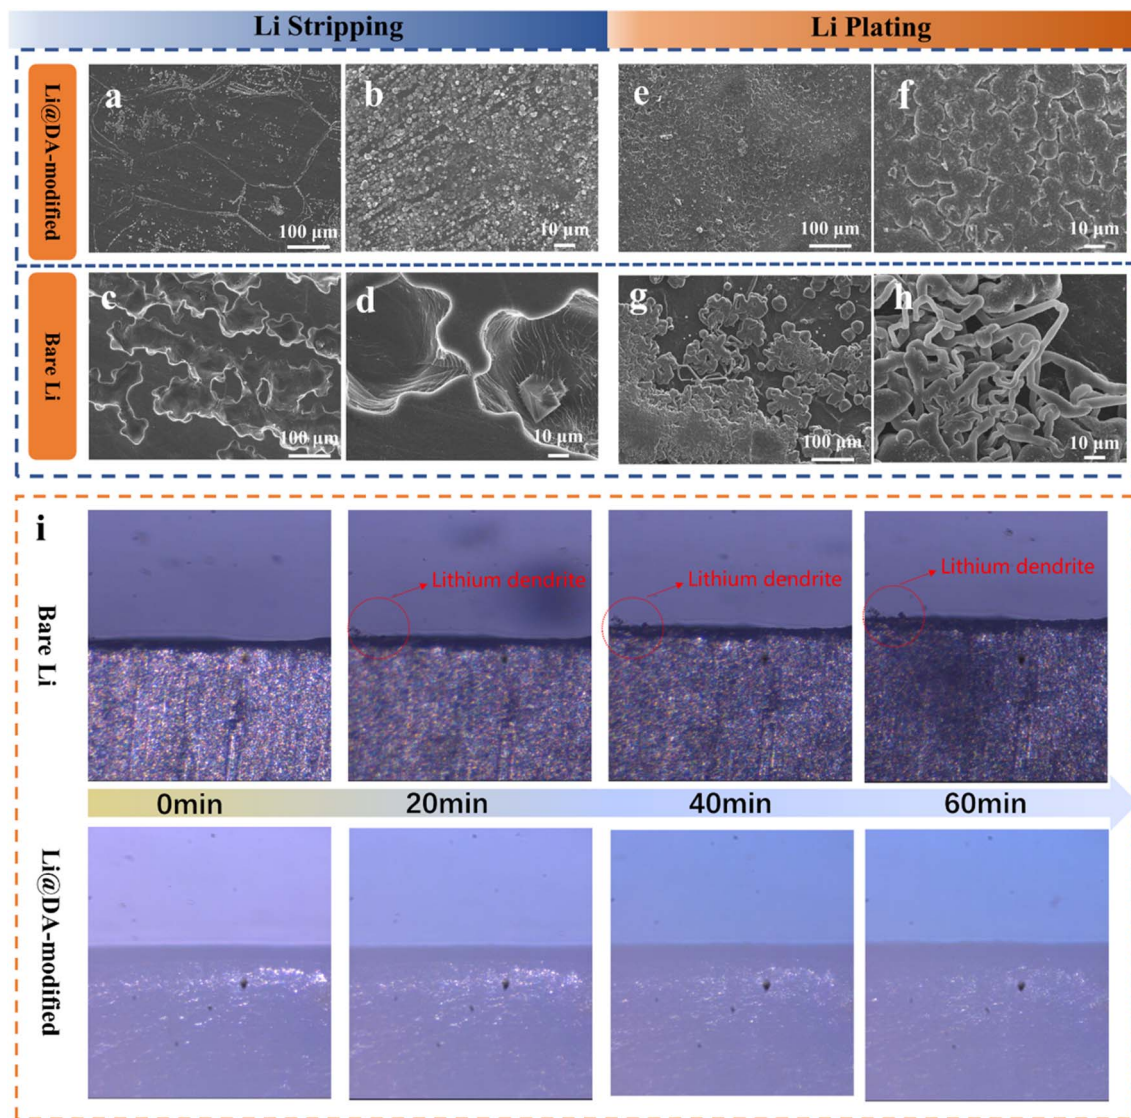 Li Stripping
Li Plating
Li@DA-modified
a
100 μm
b
10 μm
e
100 μm
f
10 μm
Bare Li
c
100 μm
d
10 μm
g
100 μm
h
10 μm
i
Bare Li
Lithium dendrite
Lithium dendrite
Lithium dendrite
0min
20min
40min
60min
Li@DA-modified